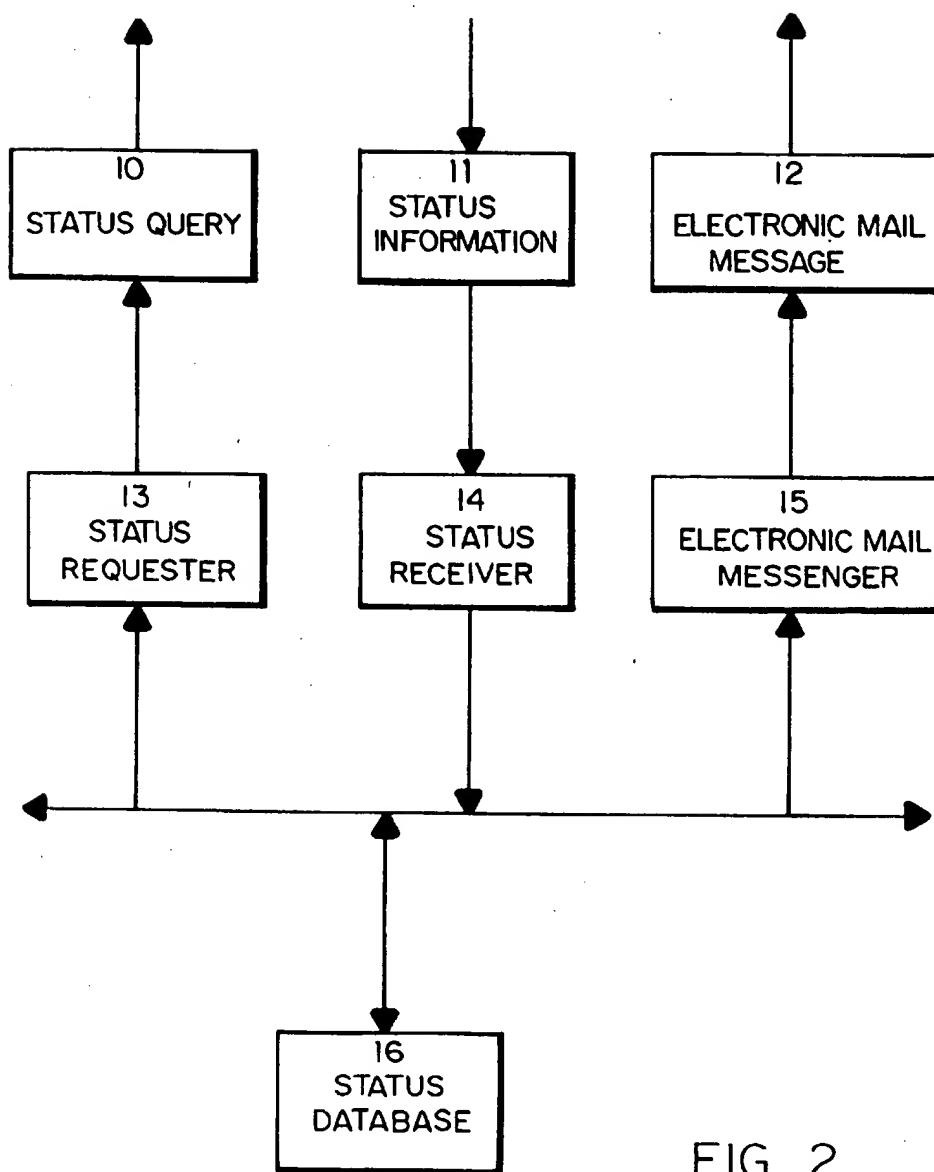 10
STATUS QUERY
11
STATUS
INFORMATION
12
ELECTRONIC MAIL
MESSAGE
13
STATUS
REQUESTER
14
STATUS
RECEIVER
15
ELECTRONIC MAIL
MESSENGER
16
STATUS
DATABASE
FIG. 2